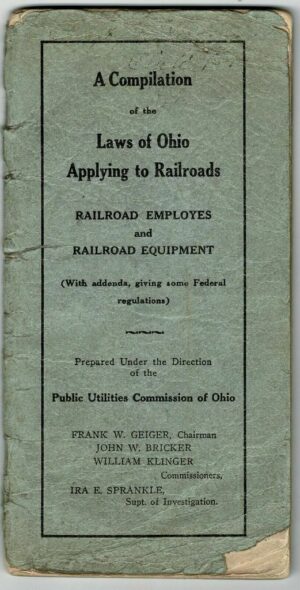 A Compilation
of the
Laws of Ohio
Applying to Railroads
RAILROAD EMPLOYES
and
RAILROAD EQUIPMENT
(With addenda, giving some Federal
regulations)
Prepared Under the Direction
of the
Public Utilities Commission of Ohio
FRANK W. GEIGER, Chairman
JOHN W. BRICKER
WILLIAM KLINGER
Commissioners,
IRA E. SPRANKLE,
Supt. of Investigation.